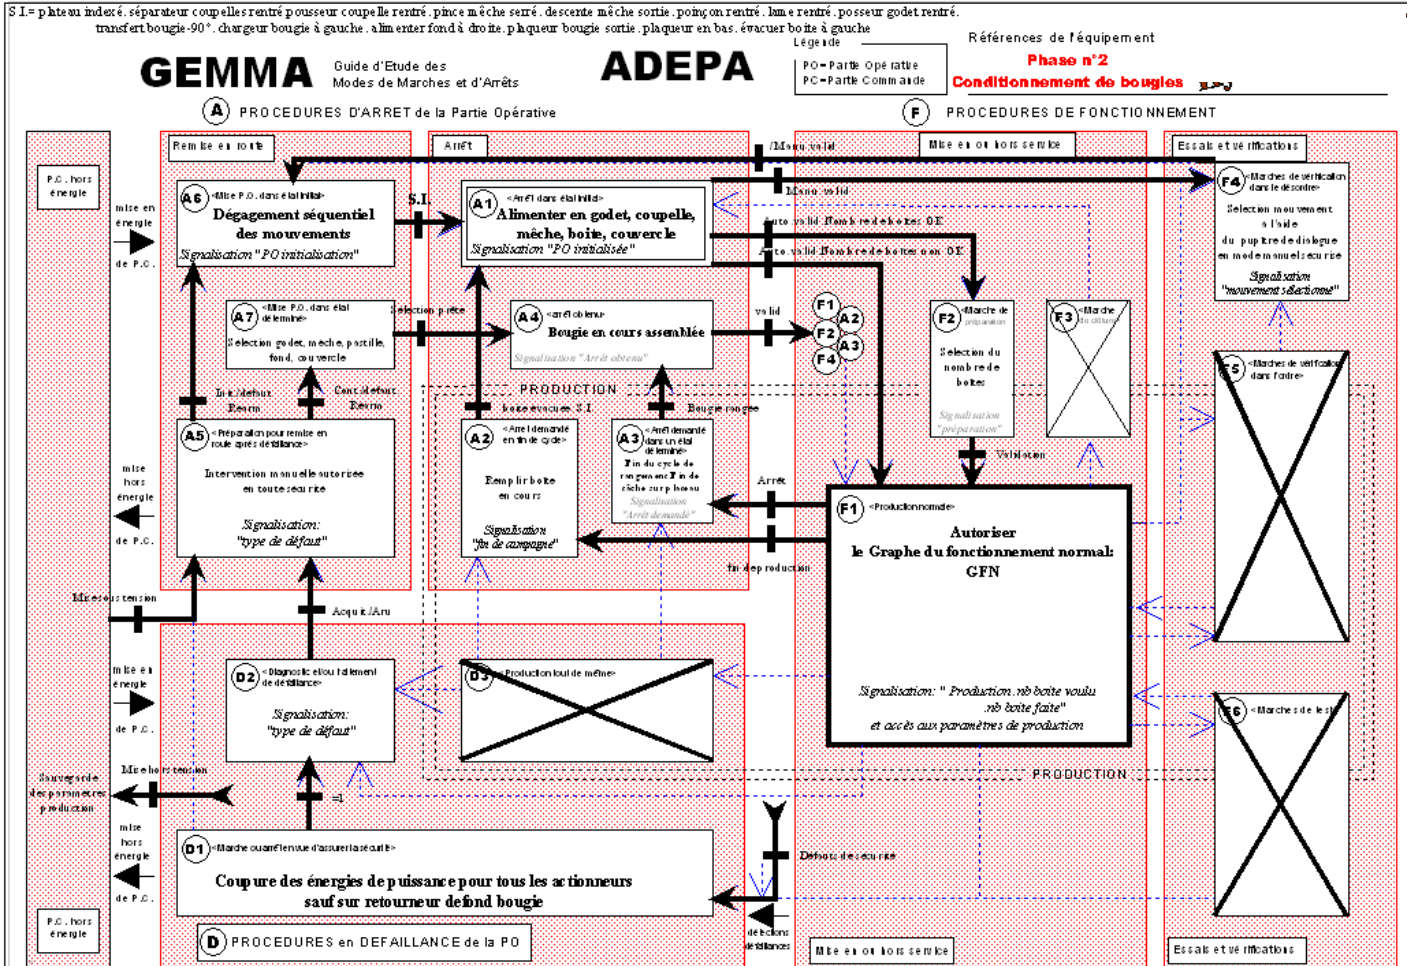 S I.= plateau indexé. séparateur coupelles rentré pousseur coupelle rentré. pince mêche serré. descente mêche sortie. poinçon rentré. lame rentré. posseur godet rentré.
transfert bougie-90°. chargeur bougie à gauche. alimenter fond à droite. plaqueur bougie sortie. plaqueur en bas. évacuer boite à gauche
GEMMA
Guide d'Etude des
Modes de Marches et d'Arrêts
ADEPA
Légende
PO=Partie Opérative
PC=Partie Commande
Références de l'équipement
Phase n°2
Conditionnement de bougies
A PROCEDURES D'ARRET de la Partie Opérative
F PROCEDURES DE FONCTIONNEMENT
Remise en route
Arrêt
Mise en ou hors service
Essais et vérifications
P.C. hors
énergie
mise en
énergie
de P.C.
A6 <Mise P.O. dans état initial>
Dégagement séquentiel
des mouvements
Signalisation "PO initialisation"
S.I.
A1 <Arrêt dans état initial>
Alimenter en godet, coupelle,
mêche, boite, couvercle
Signalisation "PO initialisée"
/Manu.valid
Manu.valid
Auto.valid.Nombre de boites OK
Auto.valid.Nombre de boites non OK
F4 <Marches de vérification
dans le désordre>
Sélection mouvement
à l'aide
du pupitre de dialogue
en mode manuel sécurisé
Signalisation
"mouvement sélectionné"
A7 <Mise P.O. dans état
déterminé>
Sélection godet, mèche, pastille,
fond, couvercle
Sélection prête
A4 <arrêt obtenu>
Bougie en cours assemblée
Signalisation "Arrêt obtenu"
valid
F1
A2
F2
A3
F4
F2 <Marche de
préparation>
Sélection du
nombre de
boites
Signalisation
"préparation"
F3 <Marche
de clôture>
F5 <Marches de vérification
dans l'ordre>
PRODUCTION
Init./défaut
Réarm
Cont./défaut
Réarm
boite évacuée. S.I.
Bougie rangée
Validation
A5 <Préparation pour remise en
route après défaillance>
Intervention manuelle autorisée
en toute sécurité
Signalisation:
"type de défaut"
A2 <Arrêt demandé
en fin de cycle>
Remplir boite
en cours
Signalisation
"fin de campagne"
A3 <Arrêt demandé
dans un état
déterminé>
Fin du cycle de
rangement.Fin de
tâche sur plateau
Signalisation
"Arrêt demandé"
Arrêt
fin de production
F1 <Production normale>
Autoriser
le Graphe du fonctionnement normal:
GFN
Signalisation: " Production .nb boite voulu
.nb boite faite"
et accès aux paramètres de production
mise
hors
énergie
de P.C.
Mise sous tension
Acquit./Aru
mise en
énergie
de P.C.
D2 <Diagnostic et/ou traitement
de défaillance>
Signalisation:
"type de défaut"
D3 <Production tout de même>
F6 <Marches de test>
PRODUCTION
Mise hors tension
Sauvegarde
des paramètres
production
=1
mise
hors
énergie
de P.C.
D1 <Marche ou arrêt en vue d'assurer la sécurité>
Coupure des énergies de puissance pour tous les actionneurs
sauf sur retourneur de fond bougie
Défauts de sécurité
détections
défaillances
P.C. hors
énergie
D PROCEDURES en DEFAILLANCE de la PO
Mise en ou hors service
Essais et vérifications